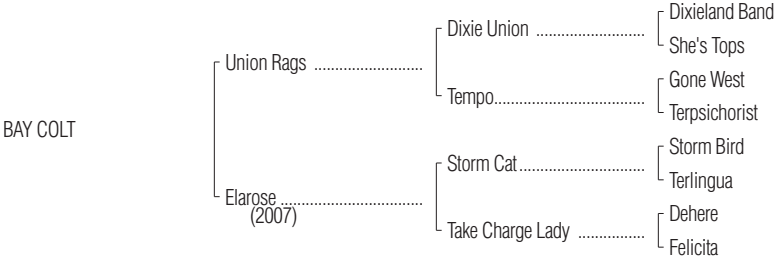 Dixieland Band
Dixie Union ..........................
She's Tops
Union Rags ..........................
Gone West
Tempo....................................
Terpsichorist
BAY COLT
Storm Bird
Storm Cat..............................
Terlingua
Elarose ..................................
(2007)
Dehere
Take Charge Lady ................
Felicita